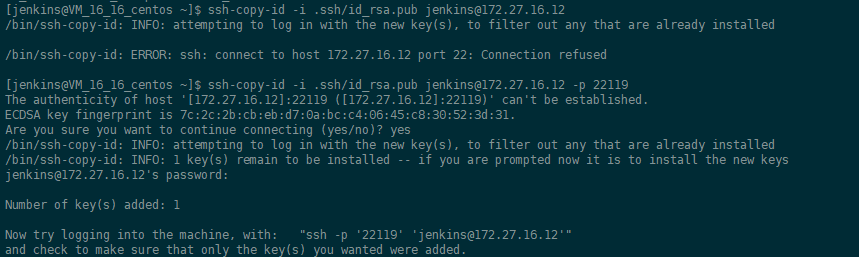 [jenkins@VM_16_16_centos ~]$ ssh-copy-id -i .ssh/id_rsa.pub jenkins@172.27.16.12
/bin/ssh-copy-id: INFO: attempting to log in with the new key(s), to filter out any that are already installed
/bin/ssh-copy-id: ERROR: ssh: connect to host 172.27.16.12 port 22: Connection refused
[jenkins@VM_16_16_centos ~]$ ssh-copy-id -i .ssh/id_rsa.pub jenkins@172.27.16.12 -p 22119
The authenticity of host '[172.27.16.12]:22119 ([172.27.16.12]:22119)' can't be established.
ECDSA key fingerprint is 7c:2c:2b:cb:eb:d7:0a:bc:c4:06:45:c8:30:52:3d:31.
Are you sure you want to continue connecting (yes/no)? yes
/bin/ssh-copy-id: INFO: attempting to log in with the new key(s), to filter out any that are already installed
/bin/ssh-copy-id: INFO: 1 key(s) remain to be installed -- if you are prompted now it is to install the new keys
jenkins@172.27.16.12's password:
Number of key(s) added: 1
Now try logging into the machine, with:   "ssh -p '22119' 'jenkins@172.27.16.12'"
and check to make sure that only the key(s) you wanted were added.